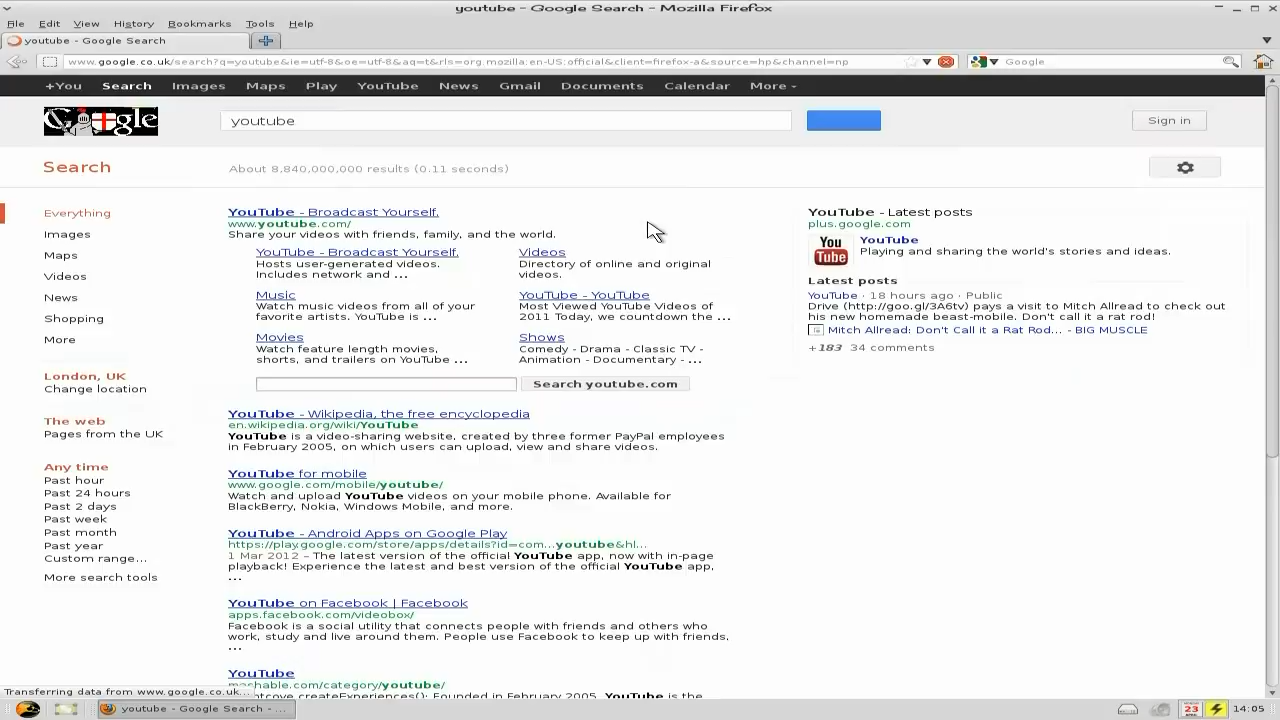 youtube - Google Search - Mozilla Firefox
File Edit View History Bookmarks Tools Help
youtube - Google Search
www.google.co.uk/search?q=youtube&ie=utf-8&oe=utf-8&aq=t&rls=org.mozilla:en-US:official&client=firefox-a&source=hp&channel=np
Google
+You Search Images Maps Play YouTube News Gmail Documents Calendar More
Google
youtube
Sign in
Search
About 8,840,000,000 results (0.11 seconds)
Everything
Images
Maps
Videos
News
Shopping
More
London, UK
Change location
The web
Pages from the UK
Any time
Past hour
Past 24 hours
Past 2 days
Past week
Past month
Past year
Custom range...
More search tools
YouTube - Broadcast Yourself.
www.youtube.com/
Share your videos with friends, family, and the world.
YouTube - Broadcast Yourself.
Hosts user-generated videos.
Includes network and ...
Videos
Directory of online and original
videos.
Music
Watch music videos from all of your
favorite artists. YouTube is ...
YouTube - YouTube
Most Viewed YouTube Videos of
2011 Today, we countdown the ...
Movies
Watch feature length movies,
shorts, and trailers on YouTube ...
Shows
Comedy - Drama - Classic TV -
Animation - Documentary - ...
Search youtube.com
YouTube - Wikipedia, the free encyclopedia
en.wikipedia.org/wiki/YouTube
YouTube is a video-sharing website, created by three former PayPal employees
in February 2005, on which users can upload, view and share videos.
YouTube for mobile
www.google.com/mobile/youtube/
Watch and upload YouTube videos on your mobile phone. Available for
BlackBerry, Nokia, Windows Mobile, and more.
YouTube - Android Apps on Google Play
https://play.google.com/store/apps/details?id=com...youtube&hl...
1 Mar 2012 – The latest version of the official YouTube app, now with in-page
playback! Experience the latest and best version of the official YouTube app,
...
YouTube on Facebook | Facebook
apps.facebook.com/videobox/
Facebook is a social utility that connects people with friends and others who
work, study and live around them. People use Facebook to keep up with friends.
...
YouTube
mashable.com/category/youtube/
createExperiences(); Founded in February 2005, YouTube is the
YouTube - Latest posts
plus.google.com
You
Tube
YouTube
Playing and sharing the world's stories and ideas.
Latest posts
YouTube · 18 hours ago · Public
Drive (http://goo.gl/3A6tv) pays a visit to Mitch Allread to check out
his new homemade beast-mobile. Don't call it a rat rod!
Mitch Allread: Don't Call it a Rat Rod... - BIG MUSCLE
+183 34 comments
Transferring data from www.google.co.uk...
youtube - Google Search - ...
23
14:05